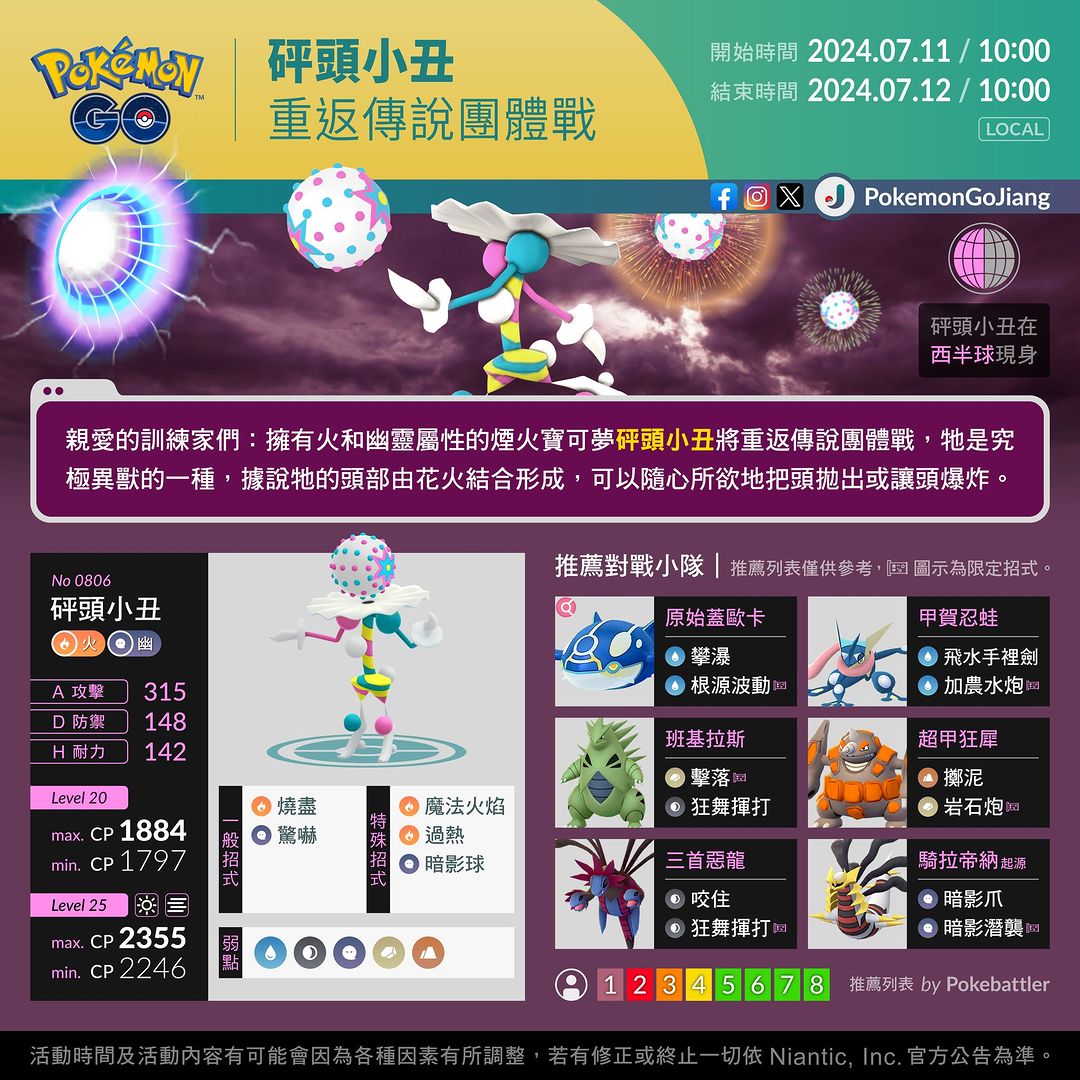 POKÉMON GO
TM
砰頭小丑
重返傳說團體戰
開始時間 2024.07.11 / 10:00
結束時間 2024.07.12 / 10:00
LOCAL
PokemonGoJiang
砰頭小丑在
西半球現身
親愛的訓練家們：擁有火和幽靈屬性的煙火寶可夢砰頭小丑將重返傳說團體戰，牠是究
極異獸的一種，據說牠的頭部由花火結合形成，可以隨心所欲地把頭拋出或讓頭爆炸。
No 0806
砰頭小丑
火 幽
A 攻擊 315
D 防禦 148
H 耐力 142
Level 20
max. CP 1884
min. CP 1797
Level 25
max. CP 2355
min. CP 2246
一般招式
燒盡
驚嚇
特殊招式
魔法火焰
過熱
暗影球
弱點
推薦對戰小隊 | 推薦列表僅供參考，圖示為限定招式。
原始蓋歐卡
攀瀑
根源波動
甲賀忍蛙
飛水手裡劍
加農水炮
班基拉斯
擊落
狂舞揮打
超甲狂犀
擲泥
岩石炮
三首惡龍
咬住
狂舞揮打
騎拉帝納 起源
暗影爪
暗影潛襲
1 2 3 4 5 6 7 8
推薦列表 by Pokebattler
活動時間及活動內容有可能會因為各種因素有所調整，若有修正或終止一切依 Niantic, Inc. 官方公告為準。